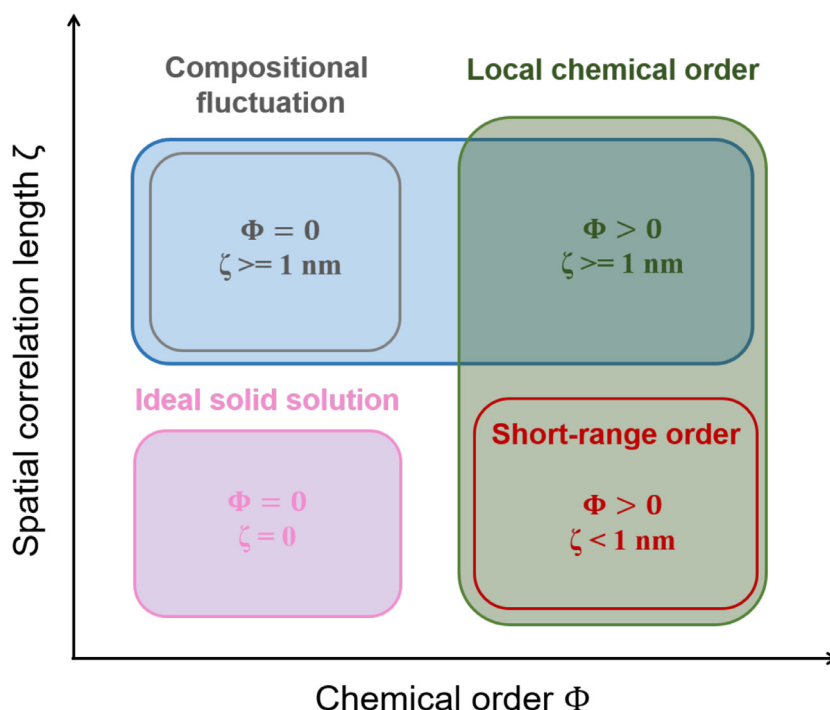 Spatial correlation length ζ
Compositional
fluctuation
Local chemical order
Φ = 0
ζ >= 1 nm
Φ > 0
ζ >= 1 nm
Ideal solid solution
Φ = 0
ζ = 0
Short-range order
Φ > 0
ζ < 1 nm
Chemical order Φ